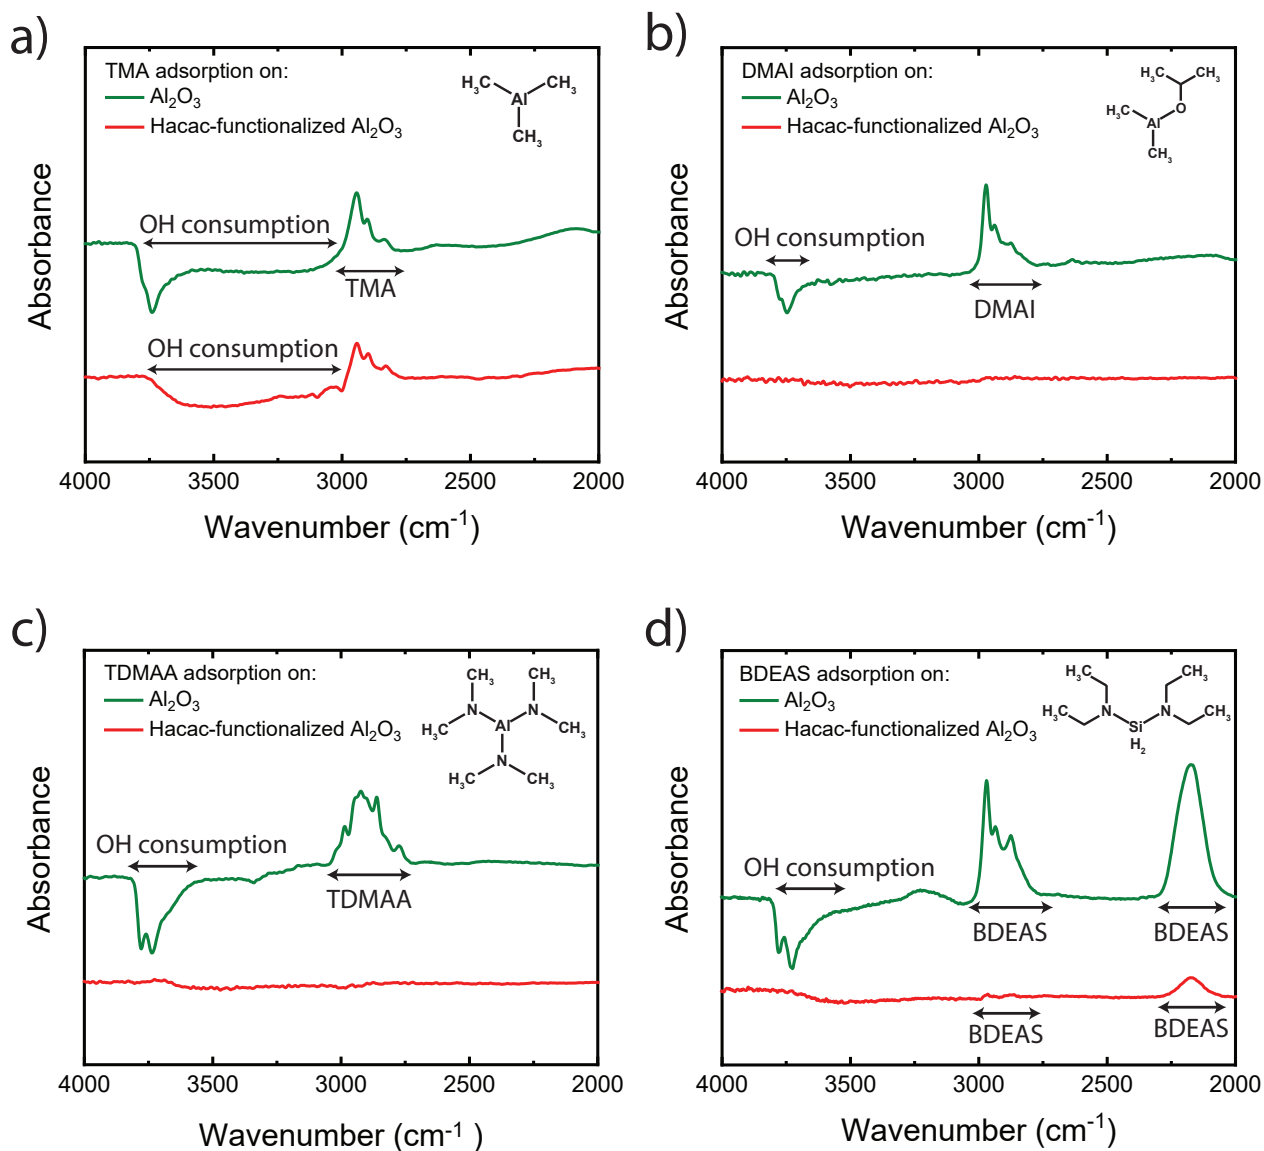 a)
TMA adsorption on:
Al₂O₃
Hacac-functionalized Al₂O₃
H₃C
Al
CH₃
CH₃
OH consumption
TMA
OH consumption
Absorbance
4000 3500 3000 2500 2000
Wavenumber (cm⁻¹)
b)
DMAI adsorption on:
Al₂O₃
Hacac-functionalized Al₂O₃
H₃C CH₃
O
H₃C
Al
CH₃
OH consumption
DMAI
Absorbance
4000 3500 3000 2500 2000
Wavenumber (cm⁻¹)
c)
TDMAA adsorption on:
Al₂O₃
Hacac-functionalized Al₂O₃
CH₃ CH₃
N N
H₃C Al CH₃
N
H₃C CH₃
OH consumption
TDMAA
Absorbance
4000 3500 3000 2500 2000
Wavenumber (cm⁻¹ )
d)
BDEAS adsorption on:
Al₂O₃
Hacac-functionalized Al₂O₃
H₃C CH₃
H₃C N Si N CH₃
H₂
OH consumption
BDEAS BDEAS
BDEAS BDEAS
Absorbance
4000 3500 3000 2500 2000
Wavenumber (cm⁻¹)